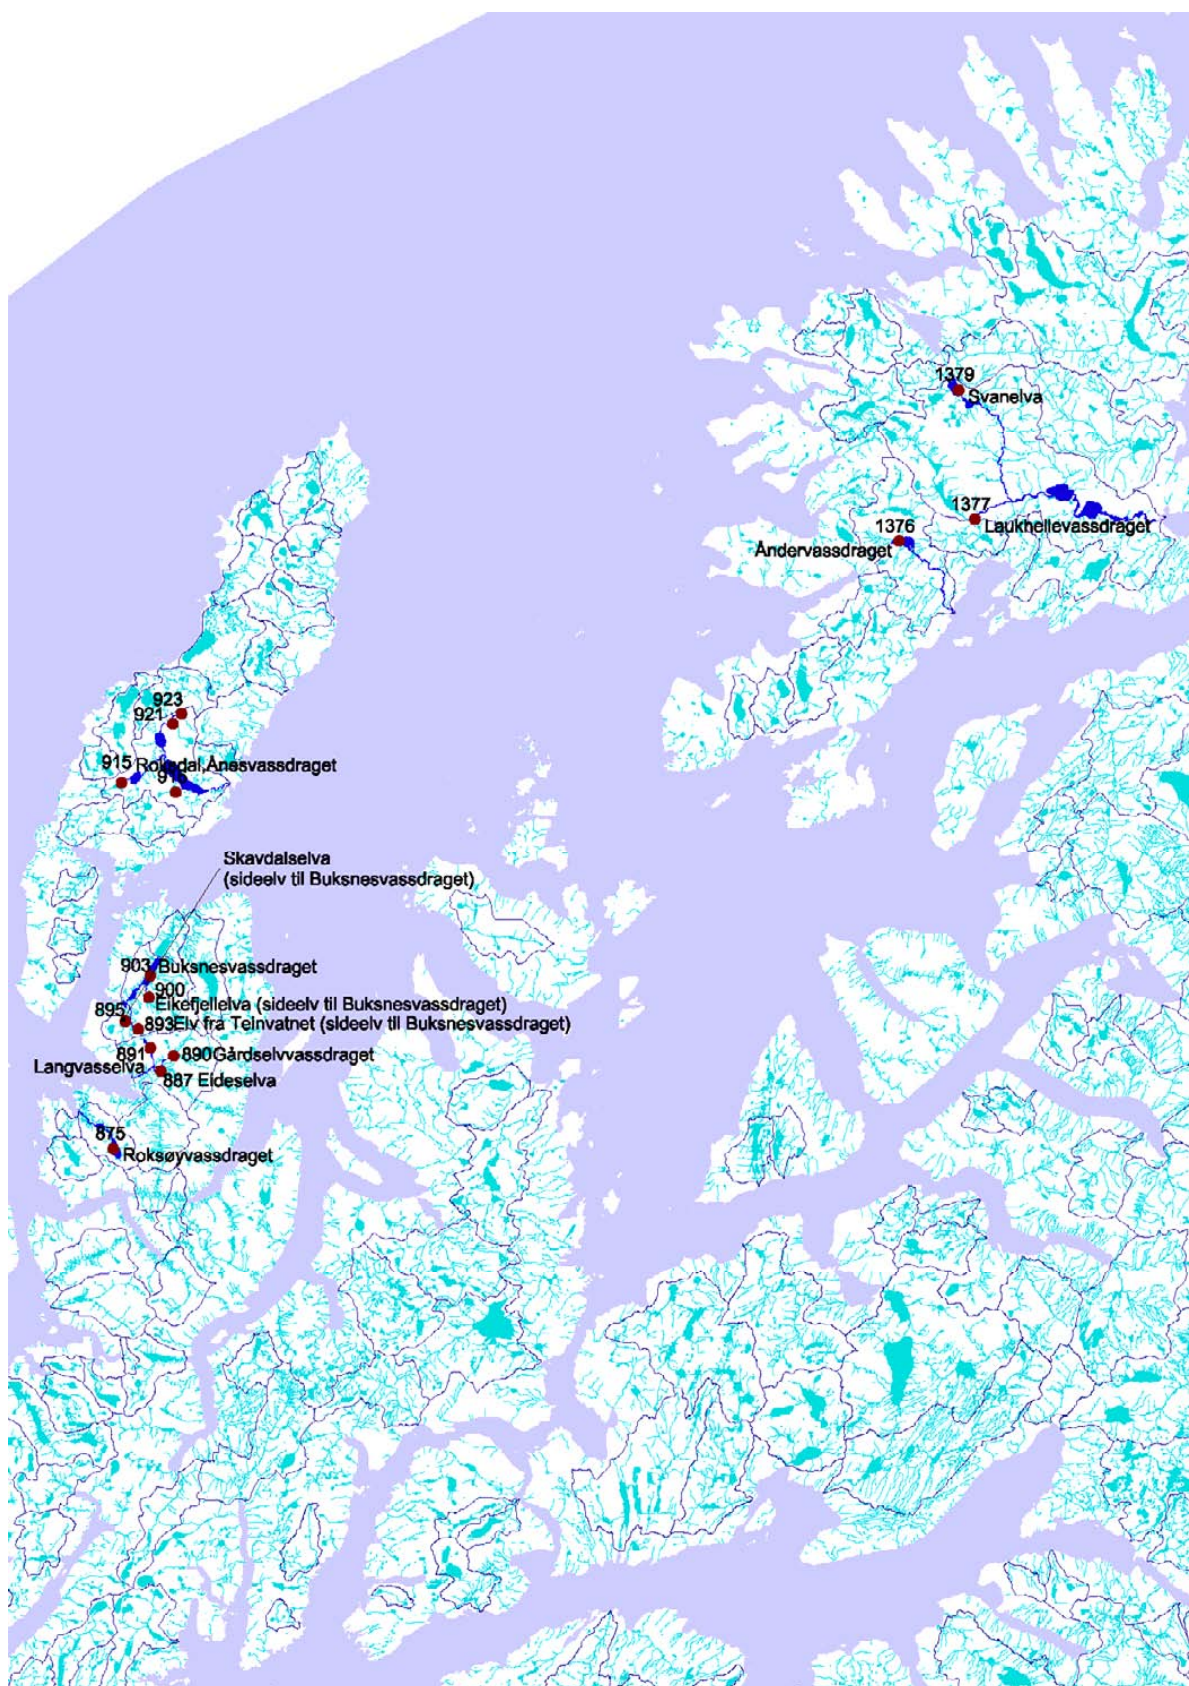 1379
Svanelva
1377
Laukhellevassdraget
1376
Åndervassdraget
923
921
915
Roksdal,Ånesvassdraget
Skavdalselva
(sideelv til Buksnesvassdraget)
903
Buksnesvassdraget
900
Eikefjellelva (sideelv til Buksnesvassdraget)
895
893 Elv fra Teinvatnet (sideelv til Buksnesvassdraget)
891
890 Gårdselvvassdraget
Langvasselva
887 Eideselva
875
Roksøyvassdraget